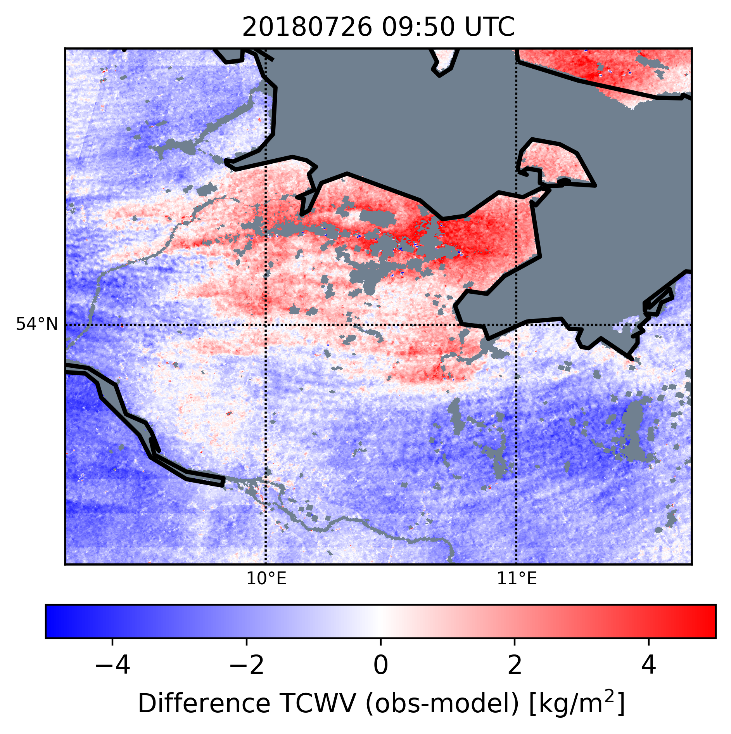 20180726 09:50 UTC
54°N
10°E 11°E
−4 −2 0 2 4
Difference TCWV (obs-model) [kg/m²]